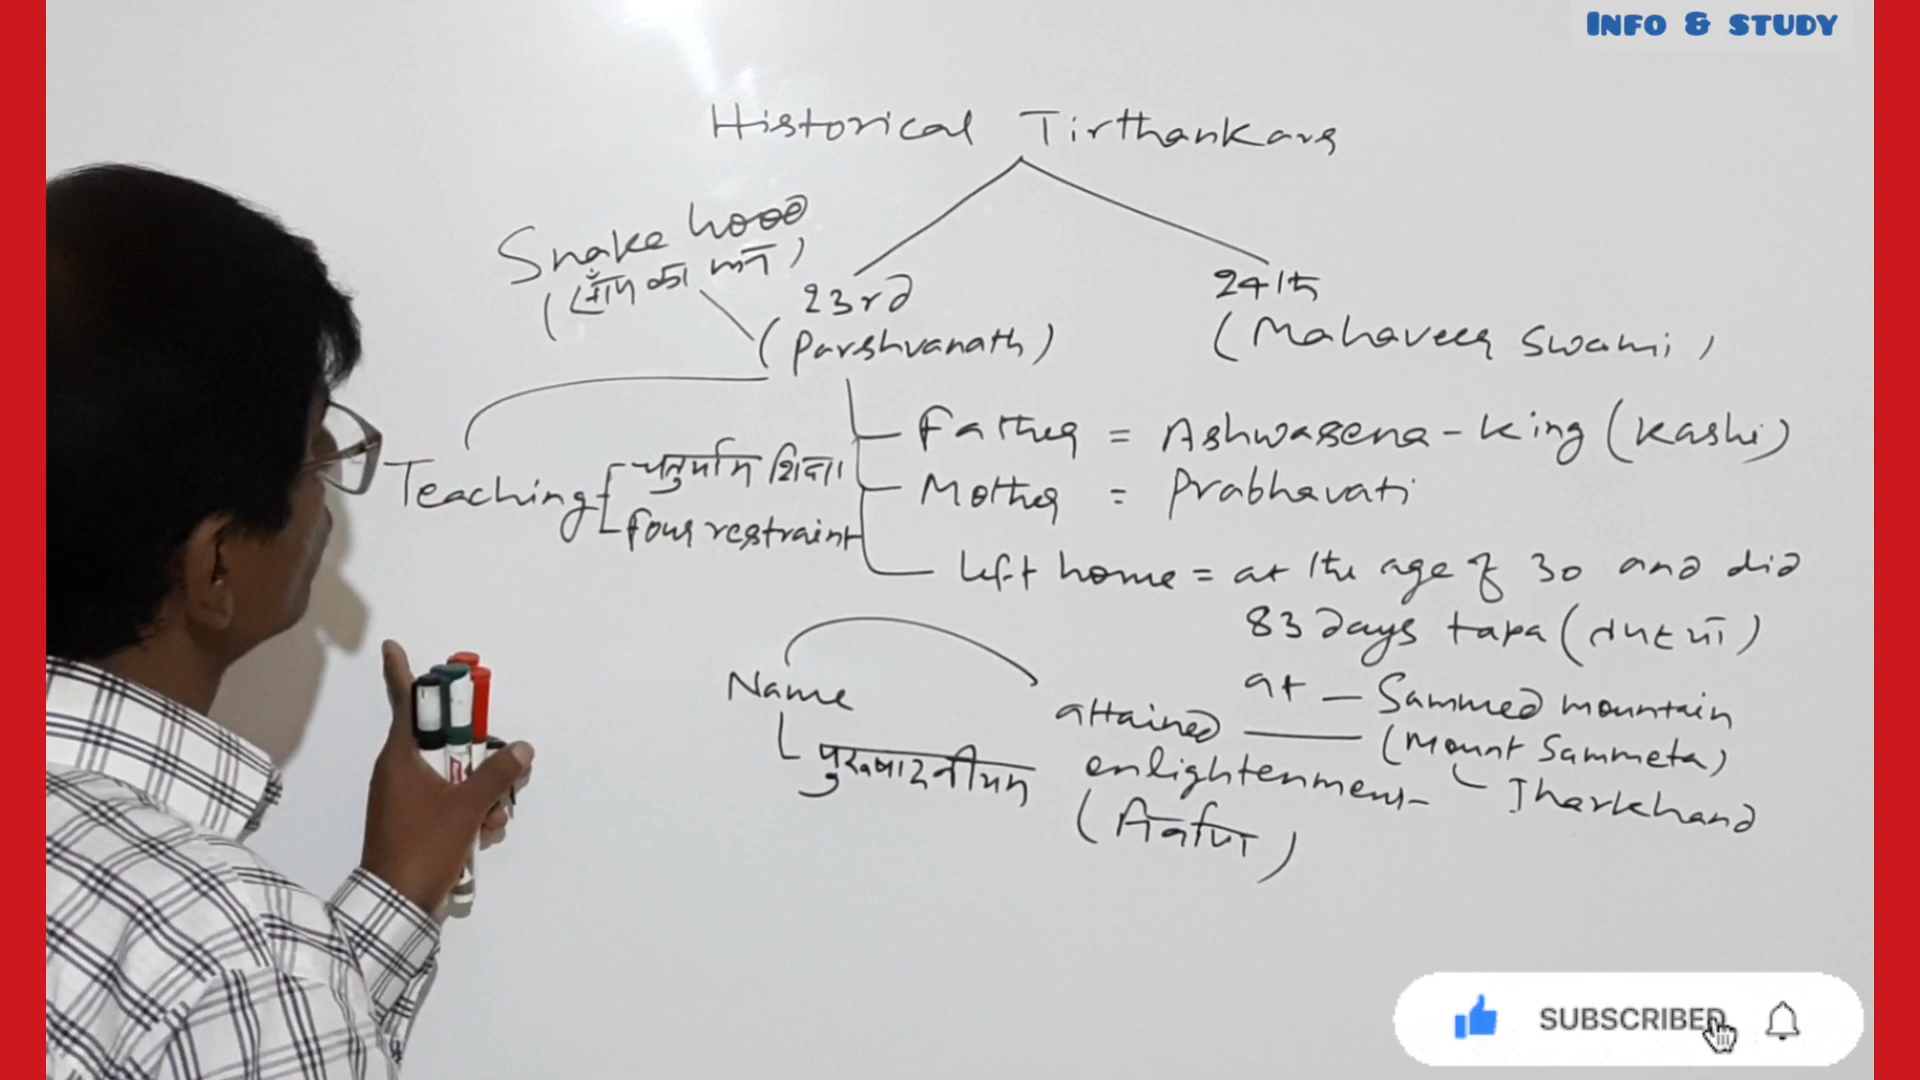 INFO & STUDY
Historical Tirthankars
Snake hood
(साँप का फन)
23rd
(Parshvanath)
24th
(Mahaveer Swami)
Father = Ashwasena - King (Kashi)
Mother = Prabhavati
Left home = at the age of 30 and did
83 days tapa (तपस्या)
at - Sammed mountain
(Mount Sammeta)
Jharkhand
Teaching
चतुर्याम शिक्षा
Four restraint
Name
attained
enlightenment
SUBSCRIBED